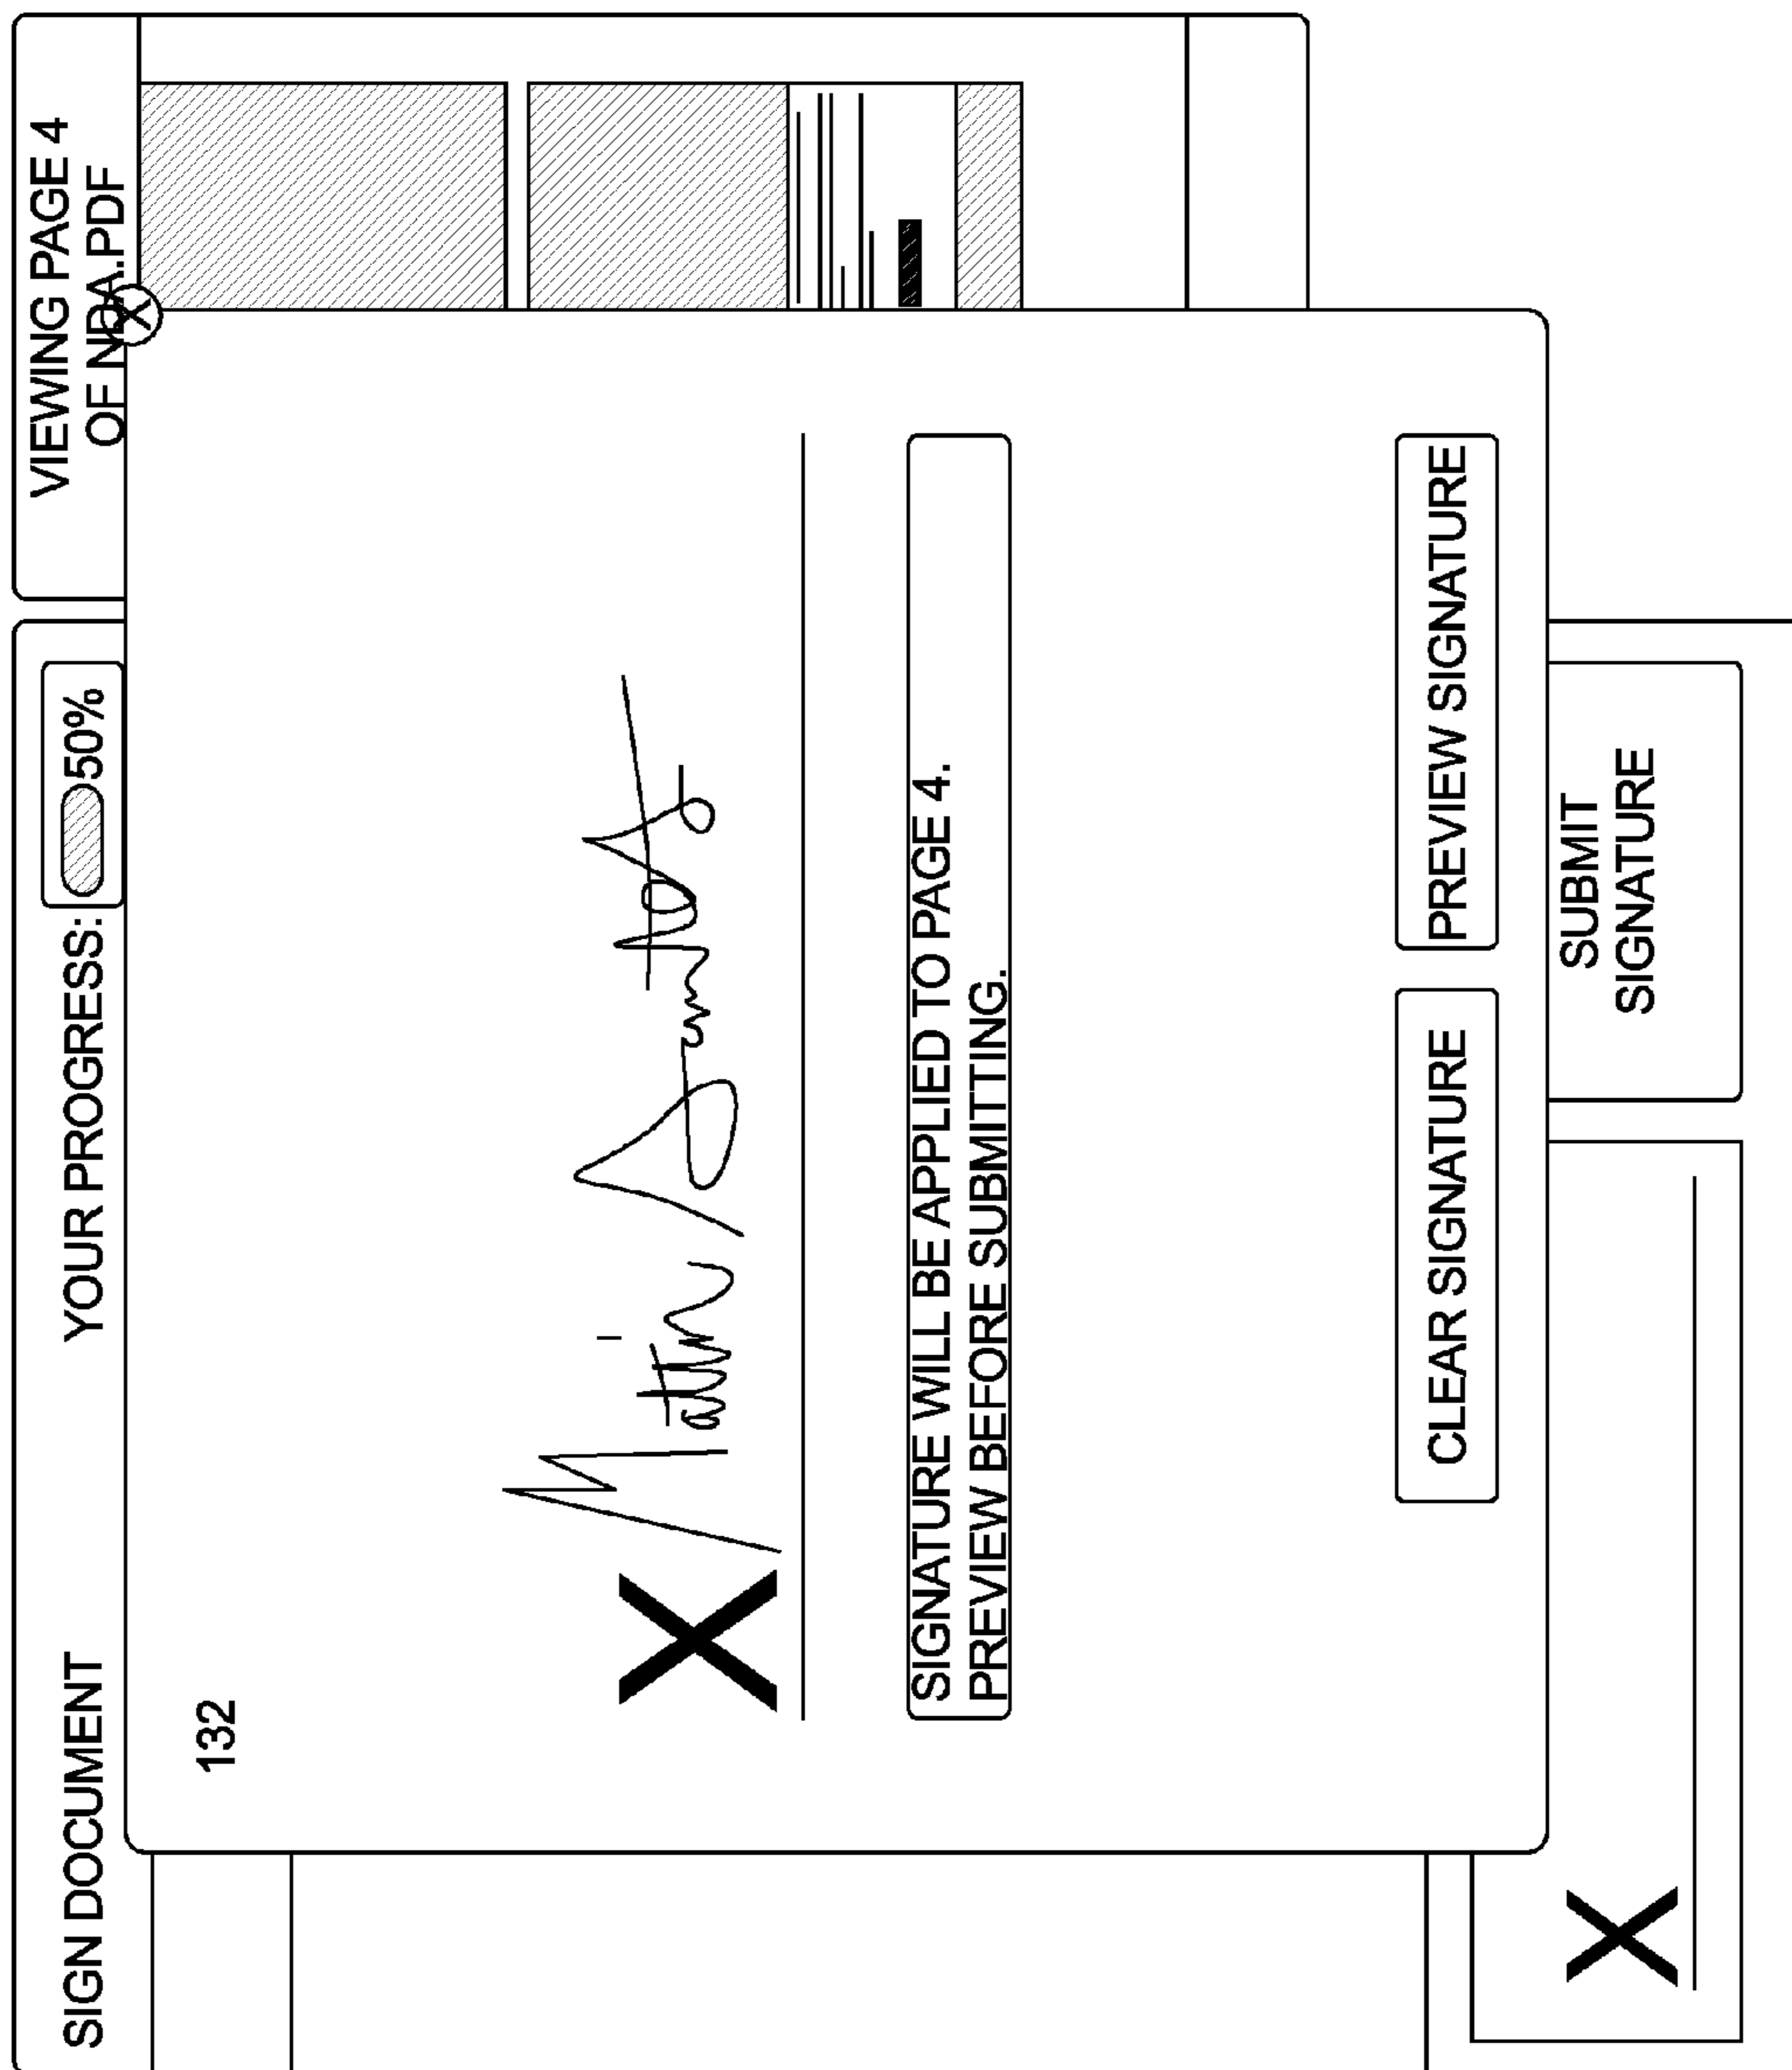 SIGN DOCUMENT
YOUR PROGRESS: 50%
VIEWING PAGE 4
OF NDA.PDF
X
132
X
SIGNATURE WILL BE APPLIED TO PAGE 4.
PREVIEW BEFORE SUBMITTING.
CLEAR SIGNATURE
PREVIEW SIGNATURE
X
SUBMIT
SIGNATURE